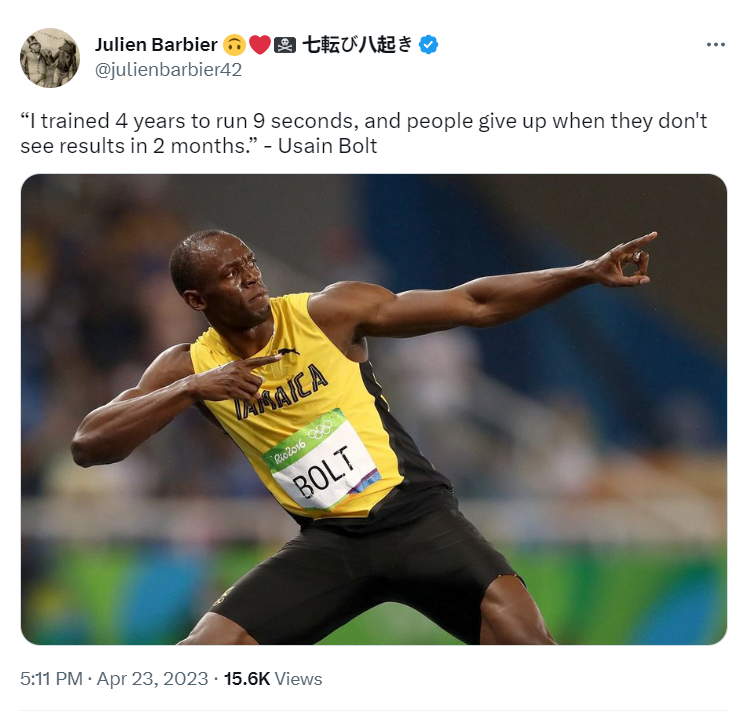 Julien Barbier 🙃❤️🏴‍☠️ 七転び八起き
@julienbarbier42
“I trained 4 years to run 9 seconds, and people give up when they don't
see results in 2 months.” - Usain Bolt
JAMAICA
Rio2016
BOLT
5:11 PM · Apr 23, 2023 · 15.6K Views